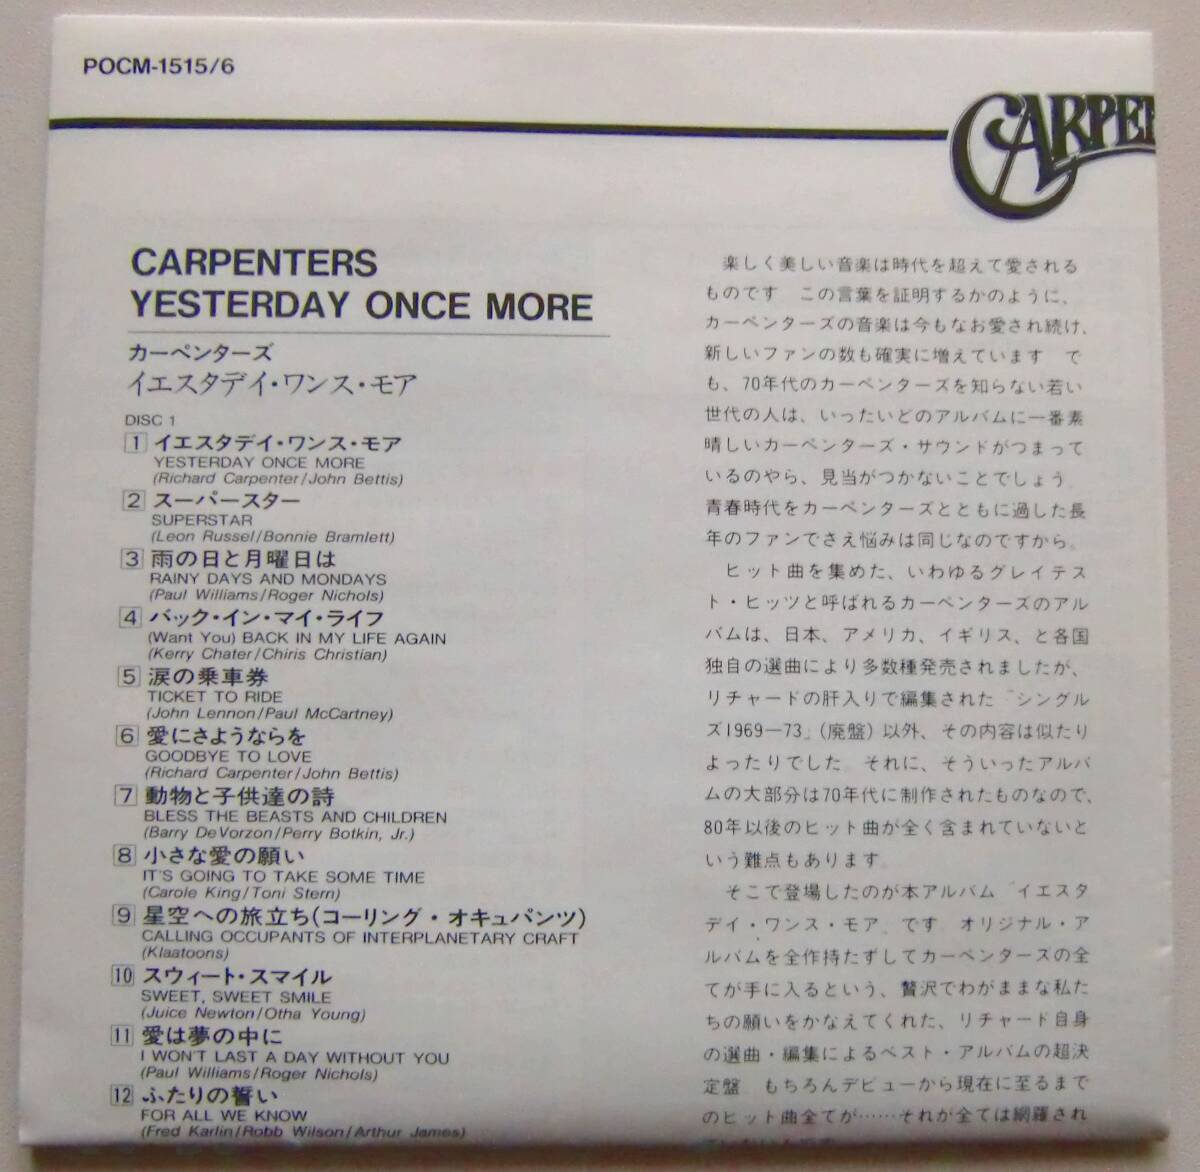 POCM-1515/6
CARPEN
CARPENTERS
YESTERDAY ONCE MORE
カーペンターズ
イエスタデイ・ワンス・モア
DISC 1
1 イエスタデイ・ワンス・モア
YESTERDAY ONCE MORE
(Richard Carpenter/John Bettis)
2 スーパースター
SUPERSTAR
(Leon Russel/Bonnie Bramlett)
3 雨の日と月曜日は
RAINY DAYS AND MONDAYS
(Paul Williams/Roger Nichols)
4 バック・イン・マイ・ライフ
(Want You) BACK IN MY LIFE AGAIN
(Kerry Chater/Chiris Christian)
5 涙の乗車券
TICKET TO RIDE
(John Lennon/Paul McCartney)
6 愛にさようならを
GOODBYE TO LOVE
(Richard Carpenter/John Bettis)
7 動物と子供達の詩
BLESS THE BEASTS AND CHILDREN
(Barry DeVorzon/Perry Botkin, Jr.)
8 小さな愛の願い
IT'S GOING TO TAKE SOME TIME
(Carole King/Toni Stern)
9 星空への旅立ち(コーリング・オキュパンツ)
CALLING OCCUPANTS OF INTERPLANETARY CRAFT
(Klaatoons)
10 スウィート・スマイル
SWEET, SWEET SMILE
(Juice Newton/Otha Young)
11 愛は夢の中に
I WON'T LAST A DAY WITHOUT YOU
(Paul Williams/Roger Nichols)
12 ふたりの誓い
FOR ALL WE KNOW
(Fred Karlin/Robb Wilson/Arthur James)
楽しく美しい音楽は時代を超えて愛される
ものです この言葉を証明するかのように、
カーペンターズの音楽は今もなお愛され続け、
新しいファンの数も確実に増えています で
も、70年代のカーペンターズを知らない若い
世代の人は、いったいどのアルバムに一番素
晴しいカーペンターズ・サウンドがつまって
いるのやら、見当がつかないことでしょう
青春時代をカーペンターズとともに過した長
年のファンでさえ悩みは同じなのですから。
ヒット曲を集めた、いわゆるグレイテス
ト・ヒッツと呼ばれるカーペンターズのアル
バムは、日本、アメリカ、イギリス、と各国
独自の選曲により多数種発売されましたが、
リチャードの肝入りで編集された「シングル
ズ1969―73」(廃盤) 以外、その内容は似たり
よったりでした それに、そういったアルバ
ムの大部分は70年代に制作されたものなので、
80年以後のヒット曲が全く含まれていないと
いう難点もあります。
そこで登場したのが本アルバム「イエスタ
デイ・ワンス・モア」です オリジナル・ア
ルバムを全作持たずしてカーペンターズの全
てが手に入るという、贅沢でわがままな私た
ちの願いをかなえてくれた、リチャード自身
の選曲・編集によるベスト・アルバムの超決
定盤 もちろんデビューから現在に至るまで
のヒット曲全てが……それが全ては網羅され